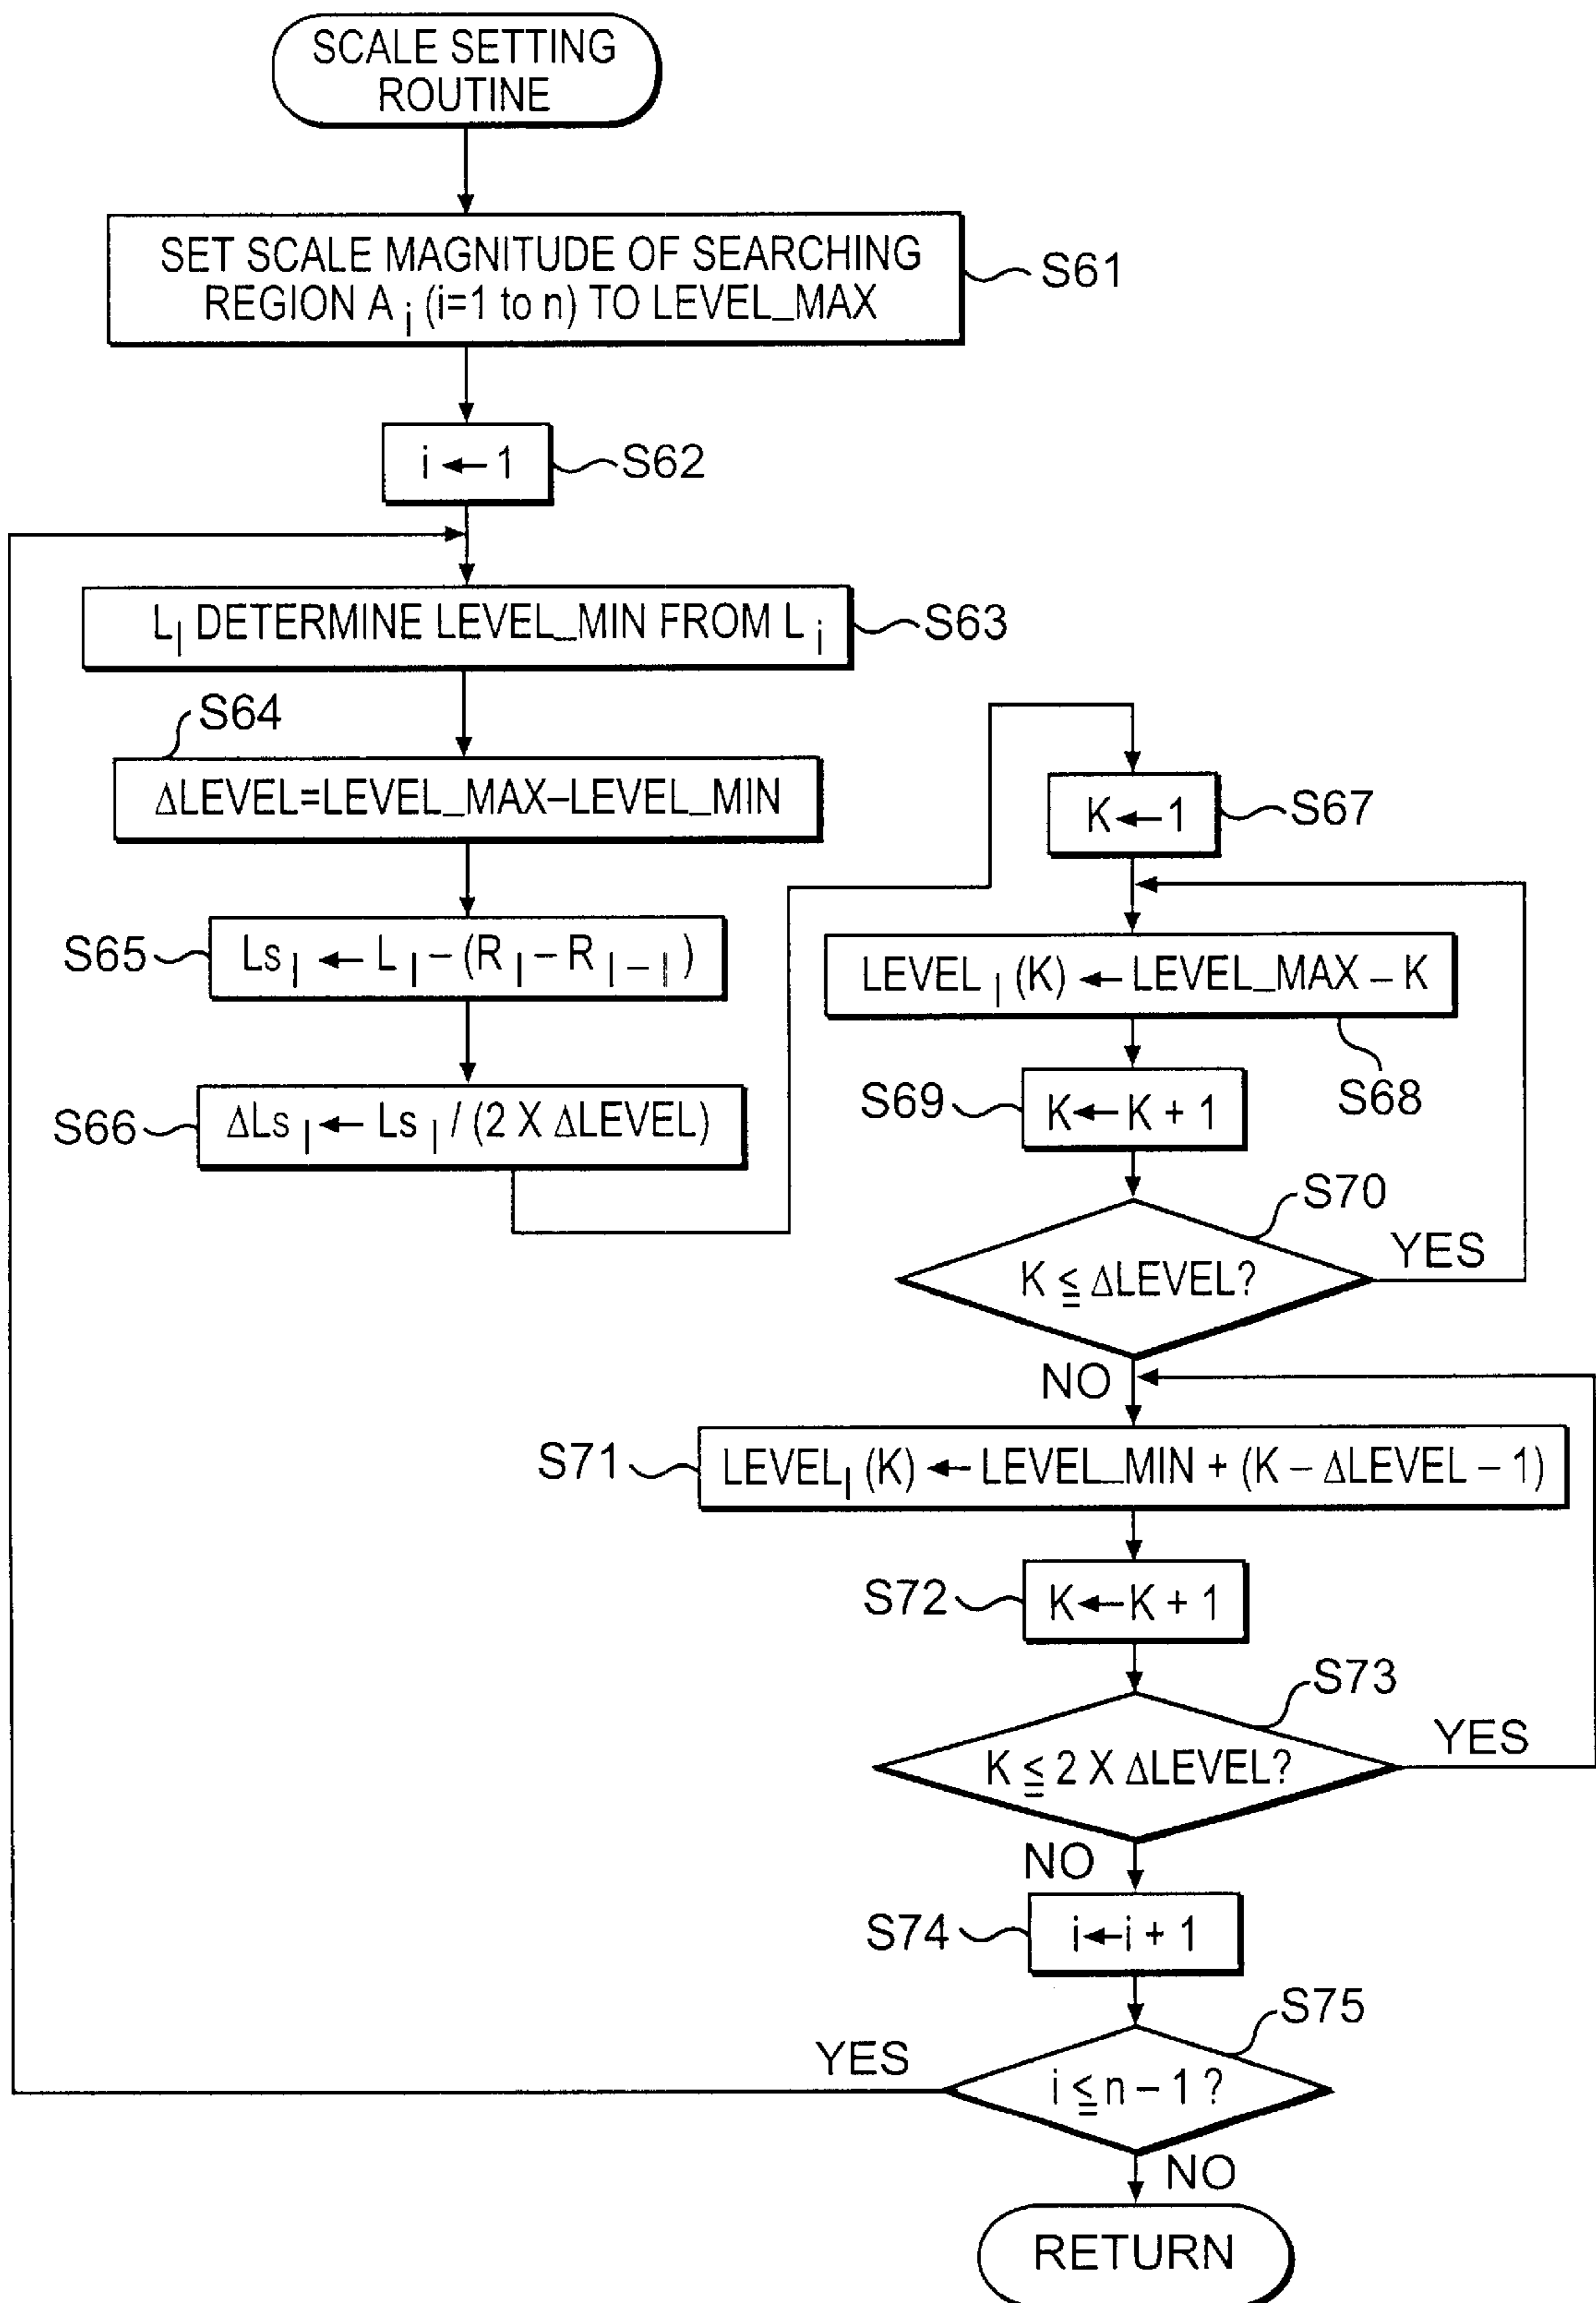 SCALE SETTING
ROUTINE
SET SCALE MAGNITUDE OF SEARCHING
REGION A i (i=1 to n) TO LEVEL_MAX
S61
i ← 1
S62
L l DETERMINE LEVEL_MIN FROM L i
S63
S64
ΔLEVEL=LEVEL_MAX–LEVEL_MIN
S65
Ls l ← L l – (R l – R l – l )
S66
ΔLs l ← Ls l / (2 X ΔLEVEL)
K ← 1
S67
LEVEL l (K) ← LEVEL_MAX – K
S68
S69
K ← K + 1
S70
K ≦ ΔLEVEL?
YES
NO
S71
LEVEL l (K) ← LEVEL_MIN + (K – ΔLEVEL – 1)
S72
K ← K + 1
S73
K ≦ 2 X ΔLEVEL?
YES
NO
S74
i ← i + 1
S75
i ≦ n – 1 ?
YES
NO
RETURN